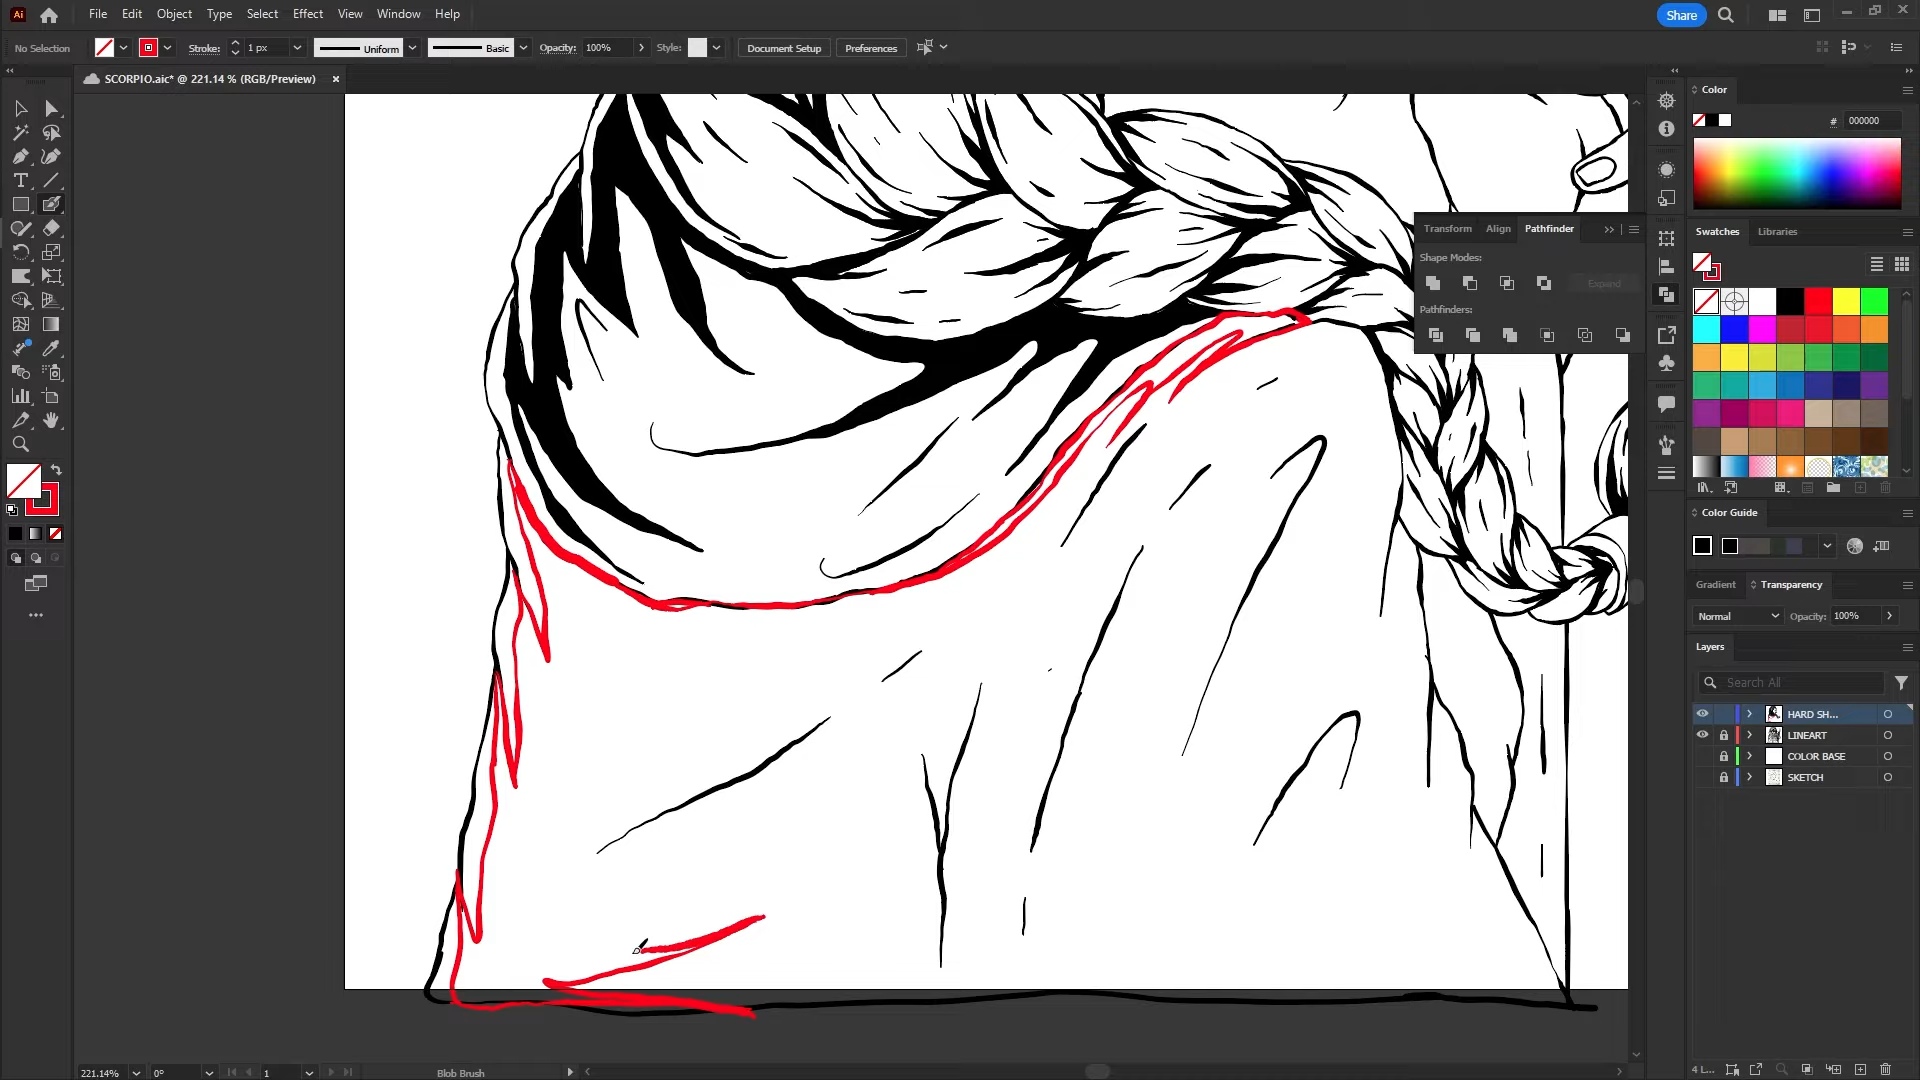 Ai File Edit Object Type Select Effect View Window Help Share
No Selection Stroke: 1 px Uniform Basic Opacity: 100% Style: Document Setup Preferences
SCORPIO.aic* @ 221.14 % (RGB/Preview) ×
Color
# 000000
Transform Align Pathfinder
Swatches Libraries
Shape Modes:
Expand
Pathfinders:
Color Guide
Gradient Transparency
Normal Opacity: 100%
Layers
Search All
HARD SH...
LINEART
COLOR BASE
SKETCH
221.14% 0° 1 Blob Brush 4 L...